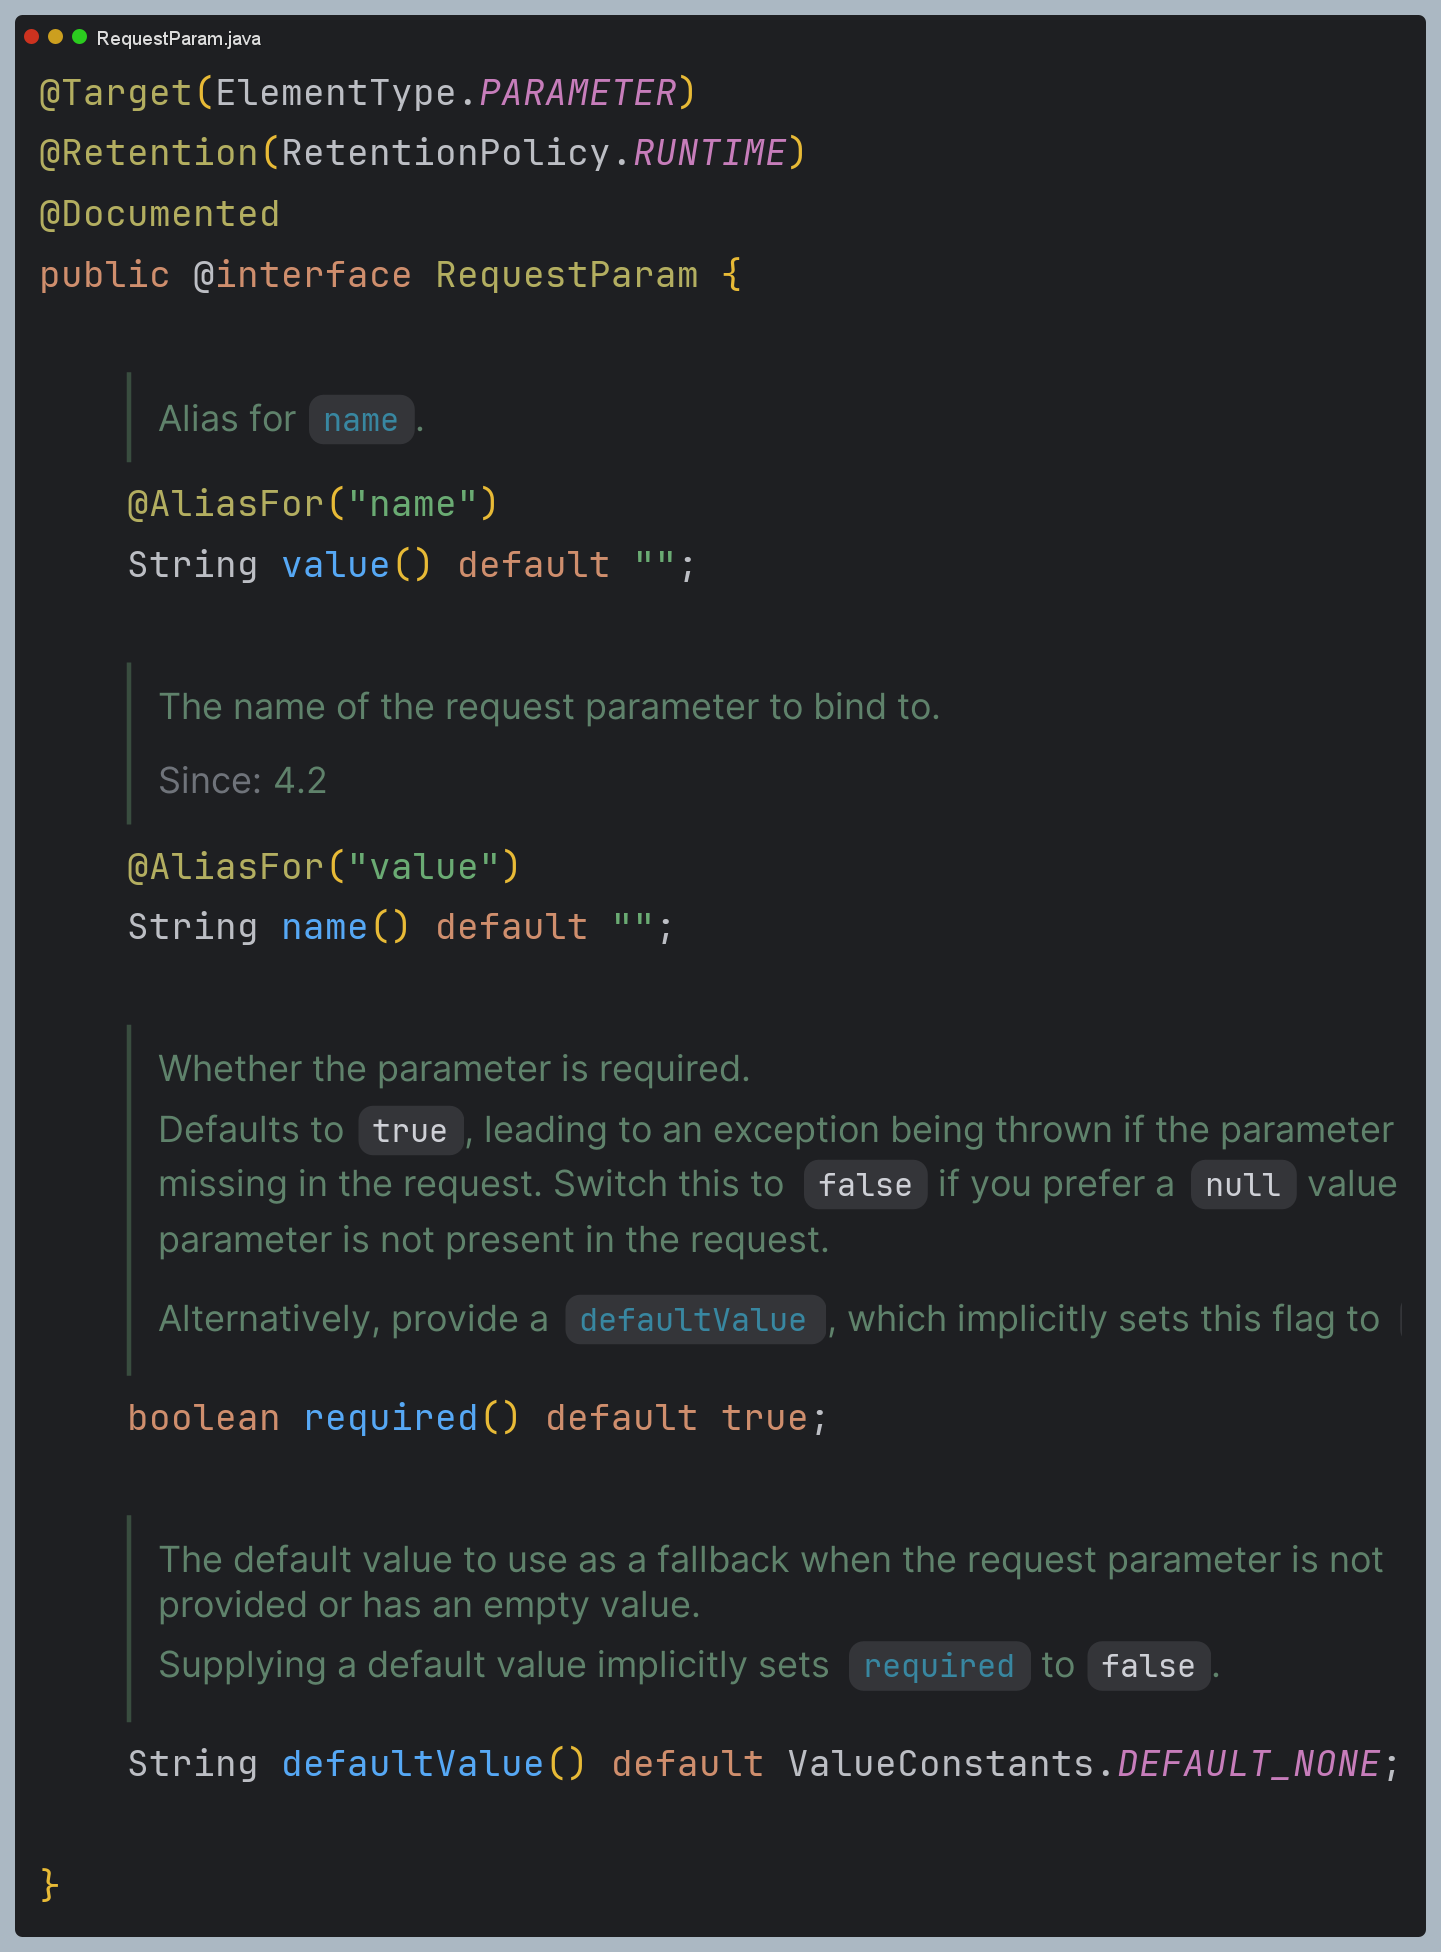 RequestParam.java
@Target(ElementType.PARAMETER)
@Retention(RetentionPolicy.RUNTIME)
@Documented
public @interface RequestParam {
Alias for name.
@AliasFor("name")
String value() default "";
The name of the request parameter to bind to.
Since: 4.2
@AliasFor("value")
String name() default "";
Whether the parameter is required.
Defaults to true, leading to an exception being thrown if the parameter
missing in the request. Switch this to false if you prefer a null value
parameter is not present in the request.
Alternatively, provide a defaultValue, which implicitly sets this flag to
boolean required() default true;
The default value to use as a fallback when the request parameter is not
provided or has an empty value.
Supplying a default value implicitly sets required to false.
String defaultValue() default ValueConstants.DEFAULT_NONE;
}